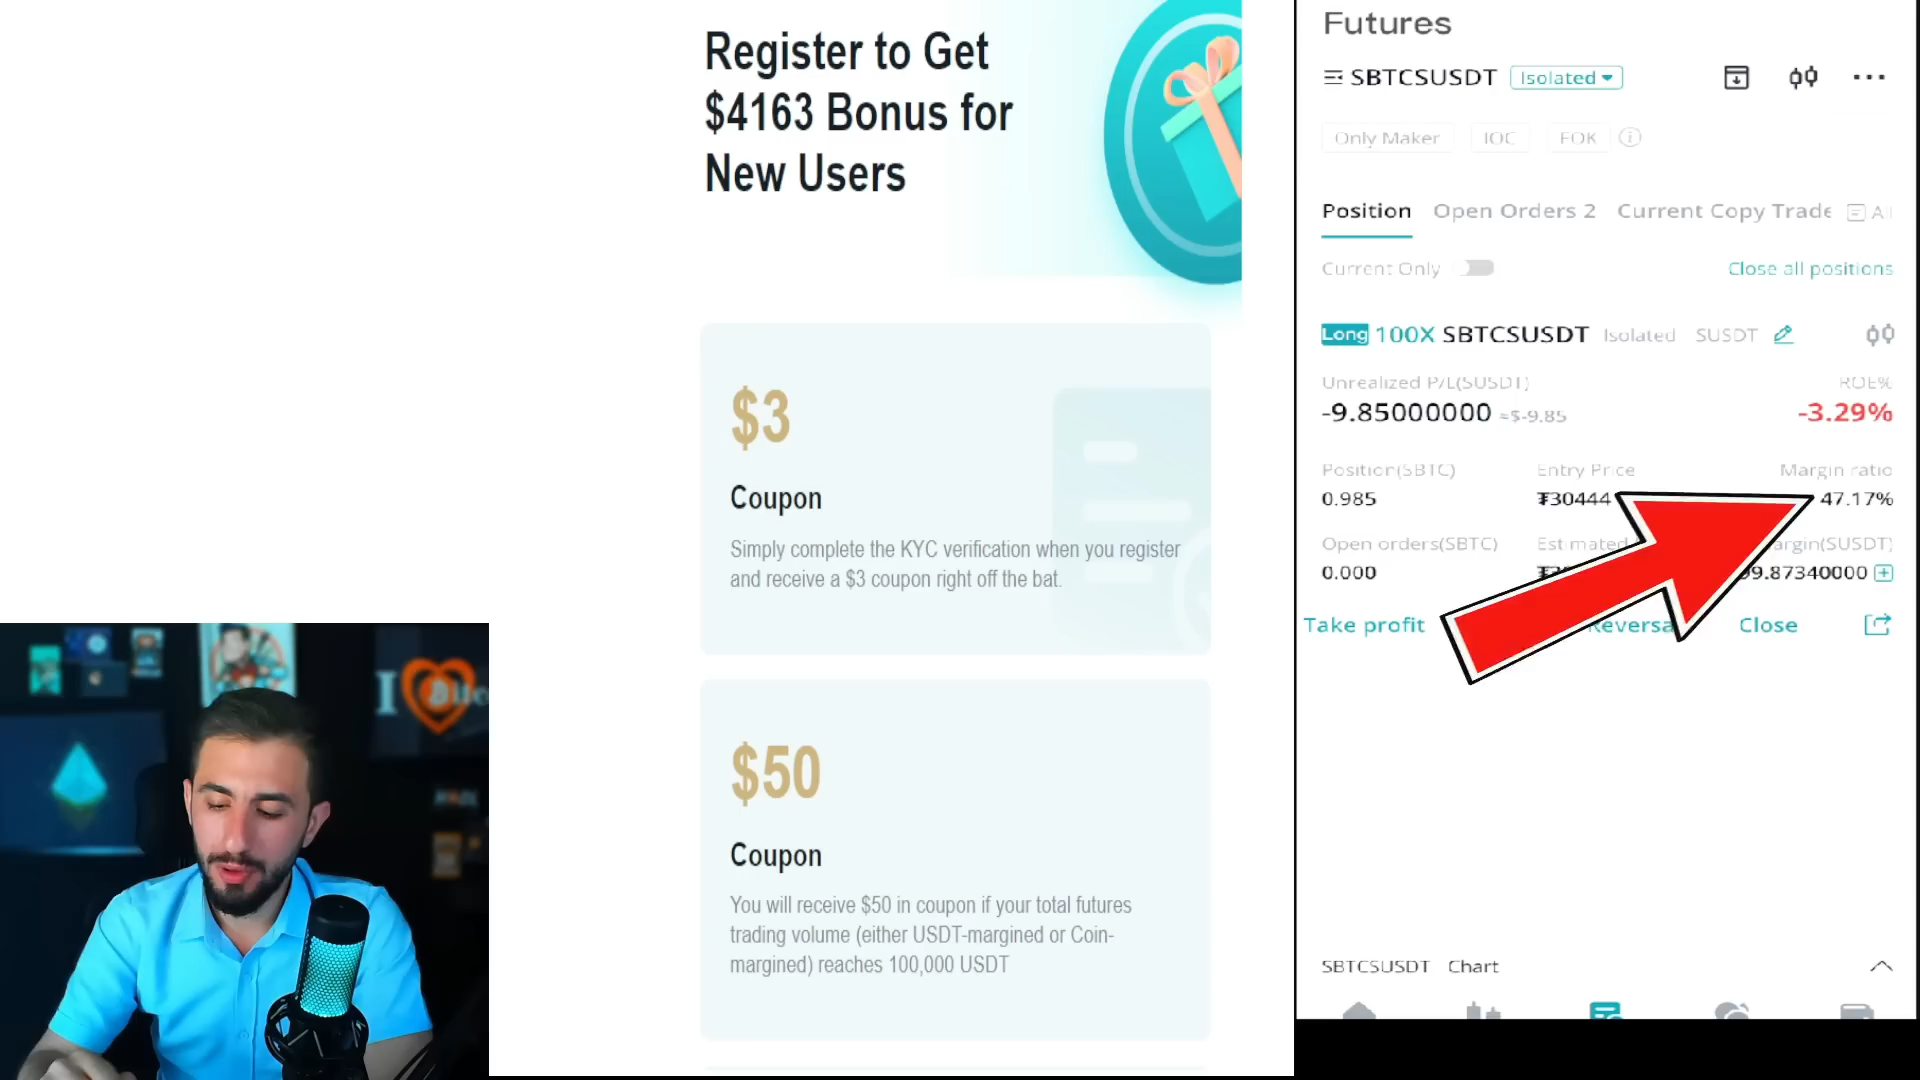 Register to Get
$4163 Bonus for
New Users
$3
Coupon
Simply complete the KYC verification when you register
and receive a $3 coupon right off the bat.
$50
Coupon
You will receive $50 in coupon if your total futures
trading volume (either USDT-margined or Coin-
margined) reaches 100,000 USDT
Futures
SBTCSUSDT Isolated
Only Maker IOC FOK
Position Open Orders 2 Current Copy Trade
Current Only Close all positions
Long 100X SBTCSUSDT Isolated SUSDT
Unrealized P/L(SUSDT) ROE%
-9.85000000 ≈$-9.85 -3.29%
Position(SBTC) Entry Price Margin ratio
0.985 ₮30444 47.17%
Open orders(SBTC) Estimated (SUSDT)
0.000 9.87340000
Take profit Close
SBTCSUSDT Chart
I